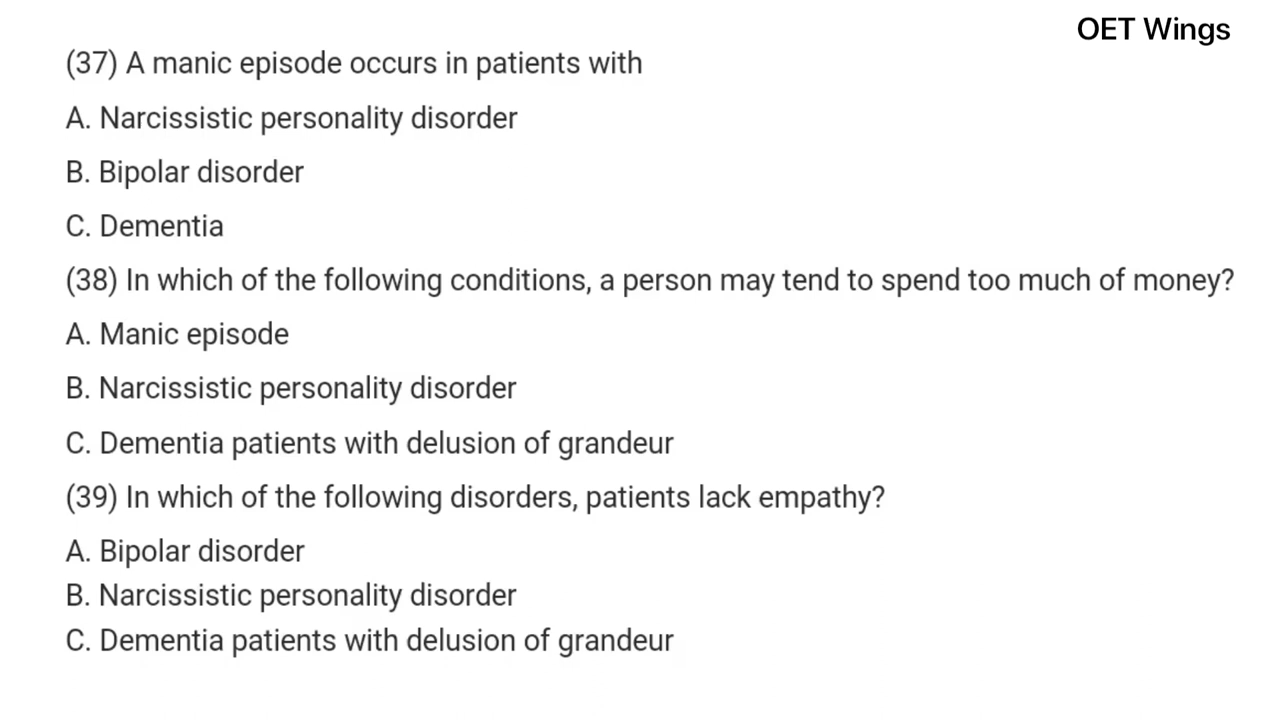 OET Wings
(37) A manic episode occurs in patients with
A. Narcissistic personality disorder
B. Bipolar disorder
C. Dementia
(38) In which of the following conditions, a person may tend to spend too much of money?
A. Manic episode
B. Narcissistic personality disorder
C. Dementia patients with delusion of grandeur
(39) In which of the following disorders, patients lack empathy?
A. Bipolar disorder
B. Narcissistic personality disorder
C. Dementia patients with delusion of grandeur